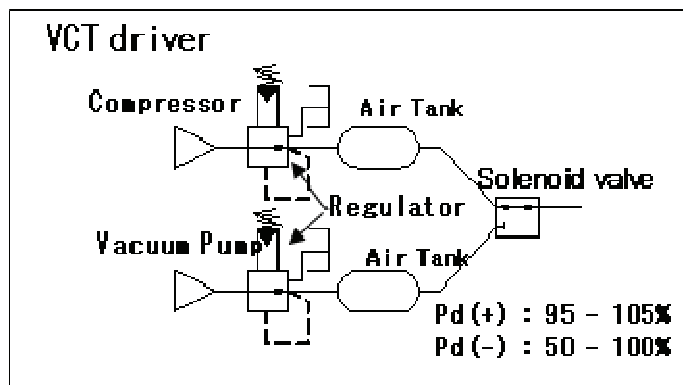 VCT driver
Compressor
Air Tank
Solenoid valve
Regulator
Vacuum Pump
Air Tank
Pd(+) : 95 - 105%
Pd(-) : 50 - 100%